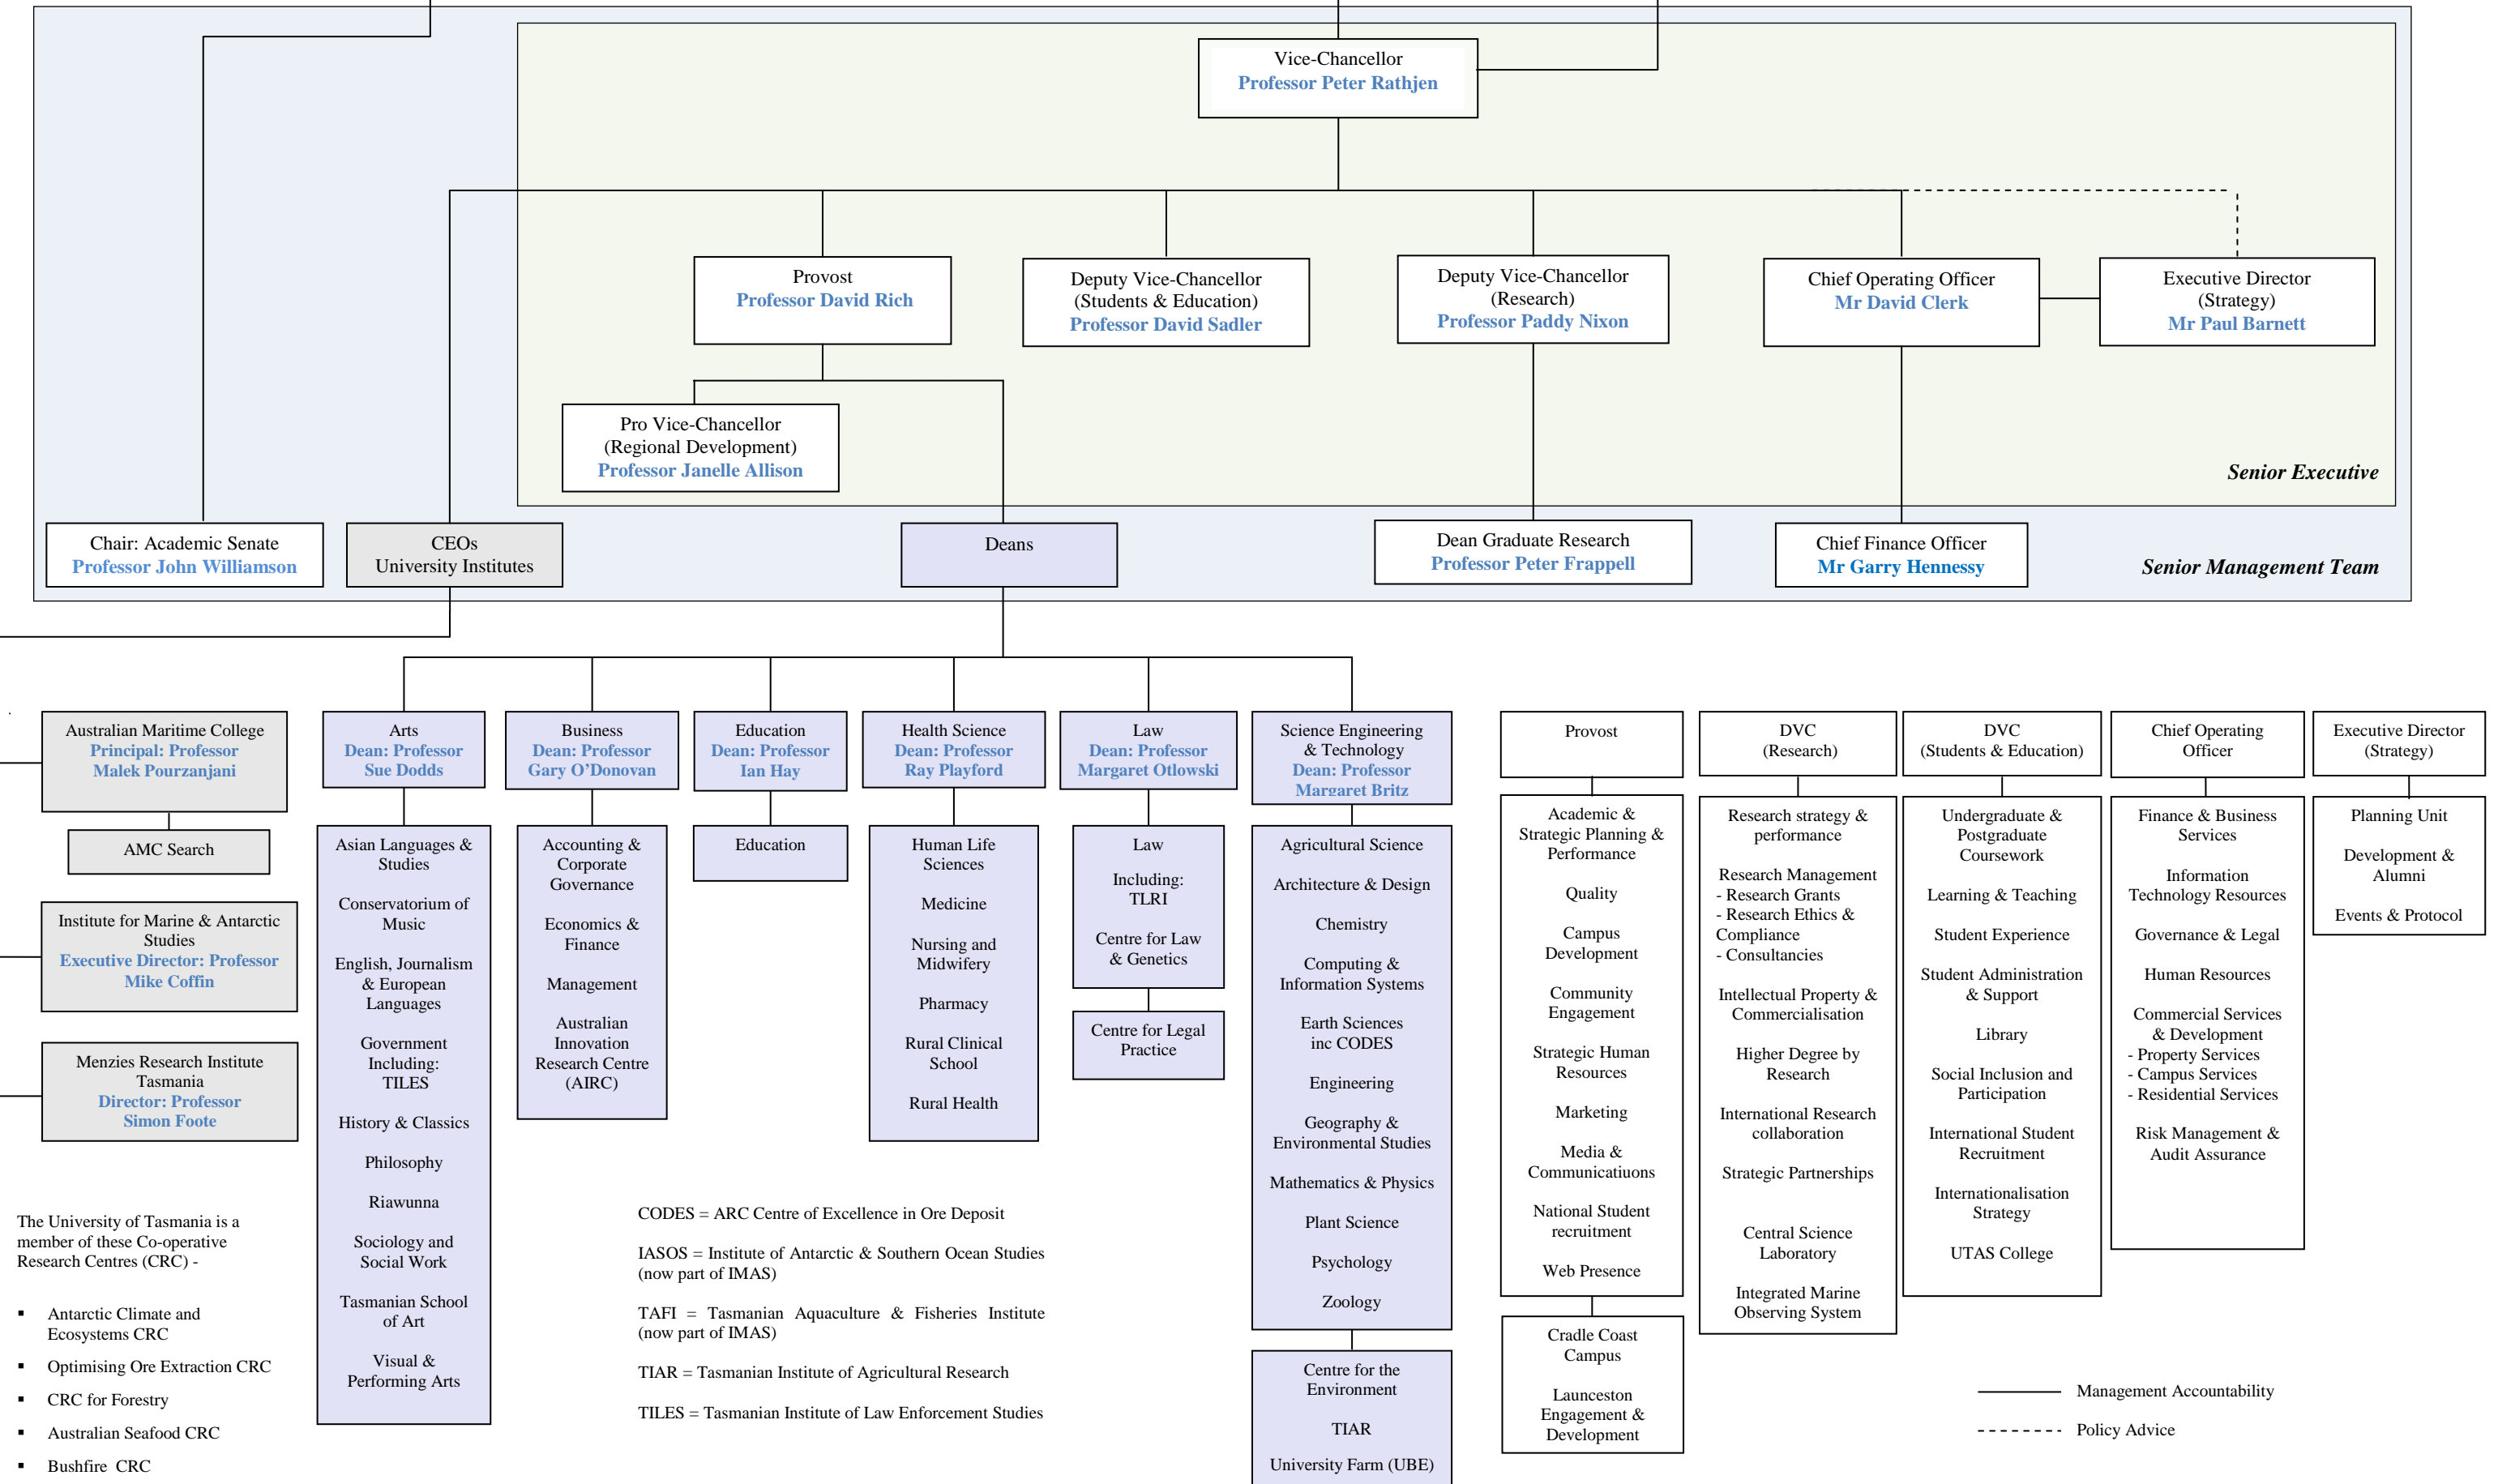 Vice-Chancellor
Professor Peter Rathjen
Provost
Professor David Rich
Deputy Vice-Chancellor
(Students & Education)
Professor David Sadler
Deputy Vice-Chancellor
(Research)
Professor Paddy Nixon
Chief Operating Officer
Mr David Clerk
Executive Director
(Strategy)
Mr Paul Barnett
Pro Vice-Chancellor
(Regional Development)
Professor Janelle Allison
Senior Executive
Chair: Academic Senate
Professor John Williamson
CEOs
University Institutes
Deans
Dean Graduate Research
Professor Peter Frappell
Chief Finance Officer
Mr Garry Hennessy
Senior Management Team
Australian Maritime College
Principal: Professor
Malek Pourzanjani
AMC Search
Institute for Marine & Antarctic
Studies
Executive Director: Professor
Mike Coffin
Menzies Research Institute
Tasmania
Director: Professor
Simon Foote
The University of Tasmania is a
member of these Co-operative
Research Centres (CRC) -
▪ Antarctic Climate and
Ecosystems CRC
▪ Optimising Ore Extraction CRC
▪ CRC for Forestry
▪ Australian Seafood CRC
▪ Bushfire CRC
Arts
Dean: Professor
Sue Dodds
Asian Languages &
Studies
Conservatorium of
Music
English, Journalism
& European
Languages
Government
Including:
TILES
History & Classics
Philosophy
Riawunna
Sociology and
Social Work
Tasmanian School
of Art
Visual &
Performing Arts
Business
Dean: Professor
Gary O’Donovan
Accounting &
Corporate
Governance
Economics &
Finance
Management
Australian
Innovation
Research Centre
(AIRC)
Education
Dean: Professor
Ian Hay
Education
Health Science
Dean: Professor
Ray Playford
Human Life
Sciences
Medicine
Nursing and
Midwifery
Pharmacy
Rural Clinical
School
Rural Health
Law
Dean: Professor
Margaret Otlowski
Law
Including:
TLRI
Centre for Law
& Genetics
Centre for Legal
Practice
Science Engineering
& Technology
Dean: Professor
Margaret Britz
Agricultural Science
Architecture & Design
Chemistry
Computing &
Information Systems
Earth Sciences
inc CODES
Engineering
Geography &
Environmental Studies
Mathematics & Physics
Plant Science
Psychology
Zoology
Centre for the
Environment
TIAR
University Farm (UBE)
CODES = ARC Centre of Excellence in Ore Deposit
IASOS = Institute of Antarctic & Southern Ocean Studies
(now part of IMAS)
TAFI = Tasmanian Aquaculture & Fisheries Institute
(now part of IMAS)
TIAR = Tasmanian Institute of Agricultural Research
TILES = Tasmanian Institute of Law Enforcement Studies
Provost
Academic &
Strategic Planning &
Performance
Quality
Campus
Development
Community
Engagement
Strategic Human
Resources
Marketing
Media &
Communicatiuons
National Student
recruitment
Web Presence
Cradle Coast
Campus
Launceston
Engagement &
Development
DVC
(Research)
Research strategy &
performance
Research Management
- Research Grants
- Research Ethics &
Compliance
- Consultancies
Intellectual Property &
Commercialisation
Higher Degree by
Research
International Research
collaboration
Strategic Partnerships
Central Science
Laboratory
Integrated Marine
Observing System
DVC
(Students & Education)
Undergraduate &
Postgraduate
Coursework
Learning & Teaching
Student Experience
Student Administration
& Support
Library
Social Inclusion and
Participation
International Student
Recruitment
Internationalisation
Strategy
UTAS College
Chief Operating
Officer
Finance & Business
Services
Information
Technology Resources
Governance & Legal
Human Resources
Commercial Services
& Development
- Property Services
- Campus Services
- Residential Services
Risk Management &
Audit Assurance
Executive Director
(Strategy)
Planning Unit
Development &
Alumni
Events & Protocol
Management Accountability
Policy Advice